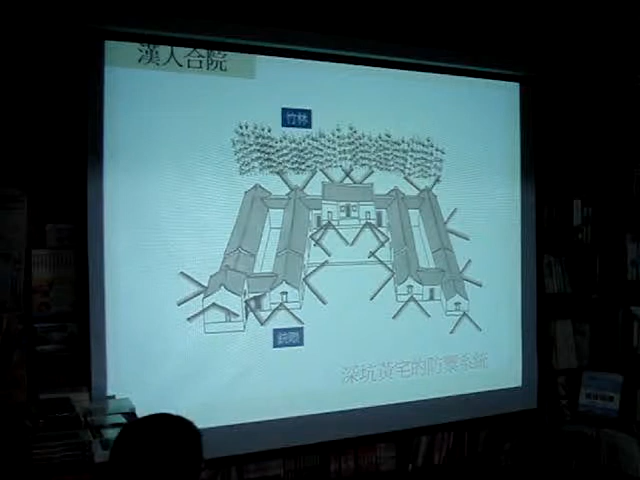 漢人合院
竹林
銃眼
深坑黃宅的防禦系統